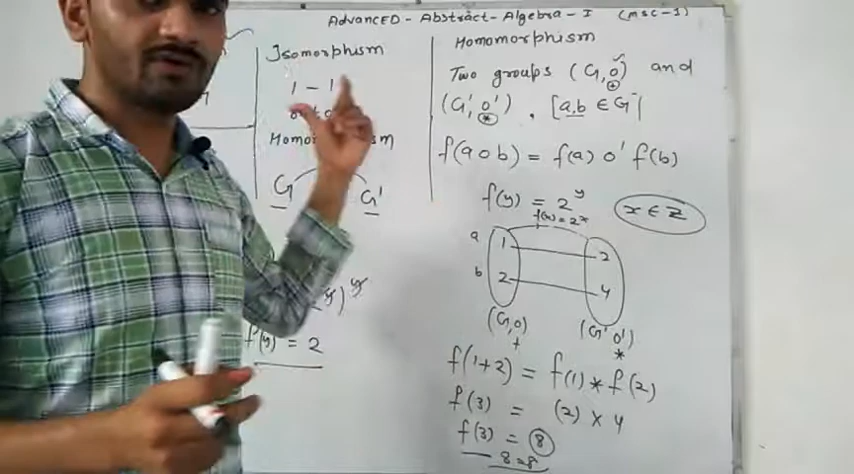 Advanced - Abstract - Algebra - I (msc-1)
Isomorphism
1 - 1
G G'
f(y) = 2
Homomorphism
Two groups (G, o) and
(G', o') . [a,b ∈ G]
*
f(a o b) = f(a) o' f(b)
f(y) = 2^y
f(x) = 2^x
x ∈ Z
a 1 2
b 2 4
(G, o) (G' o')
+ *
f(1+2) = f(1) * f(2)
f(3) = (2) × 4
f(3) = 8
8 = 8